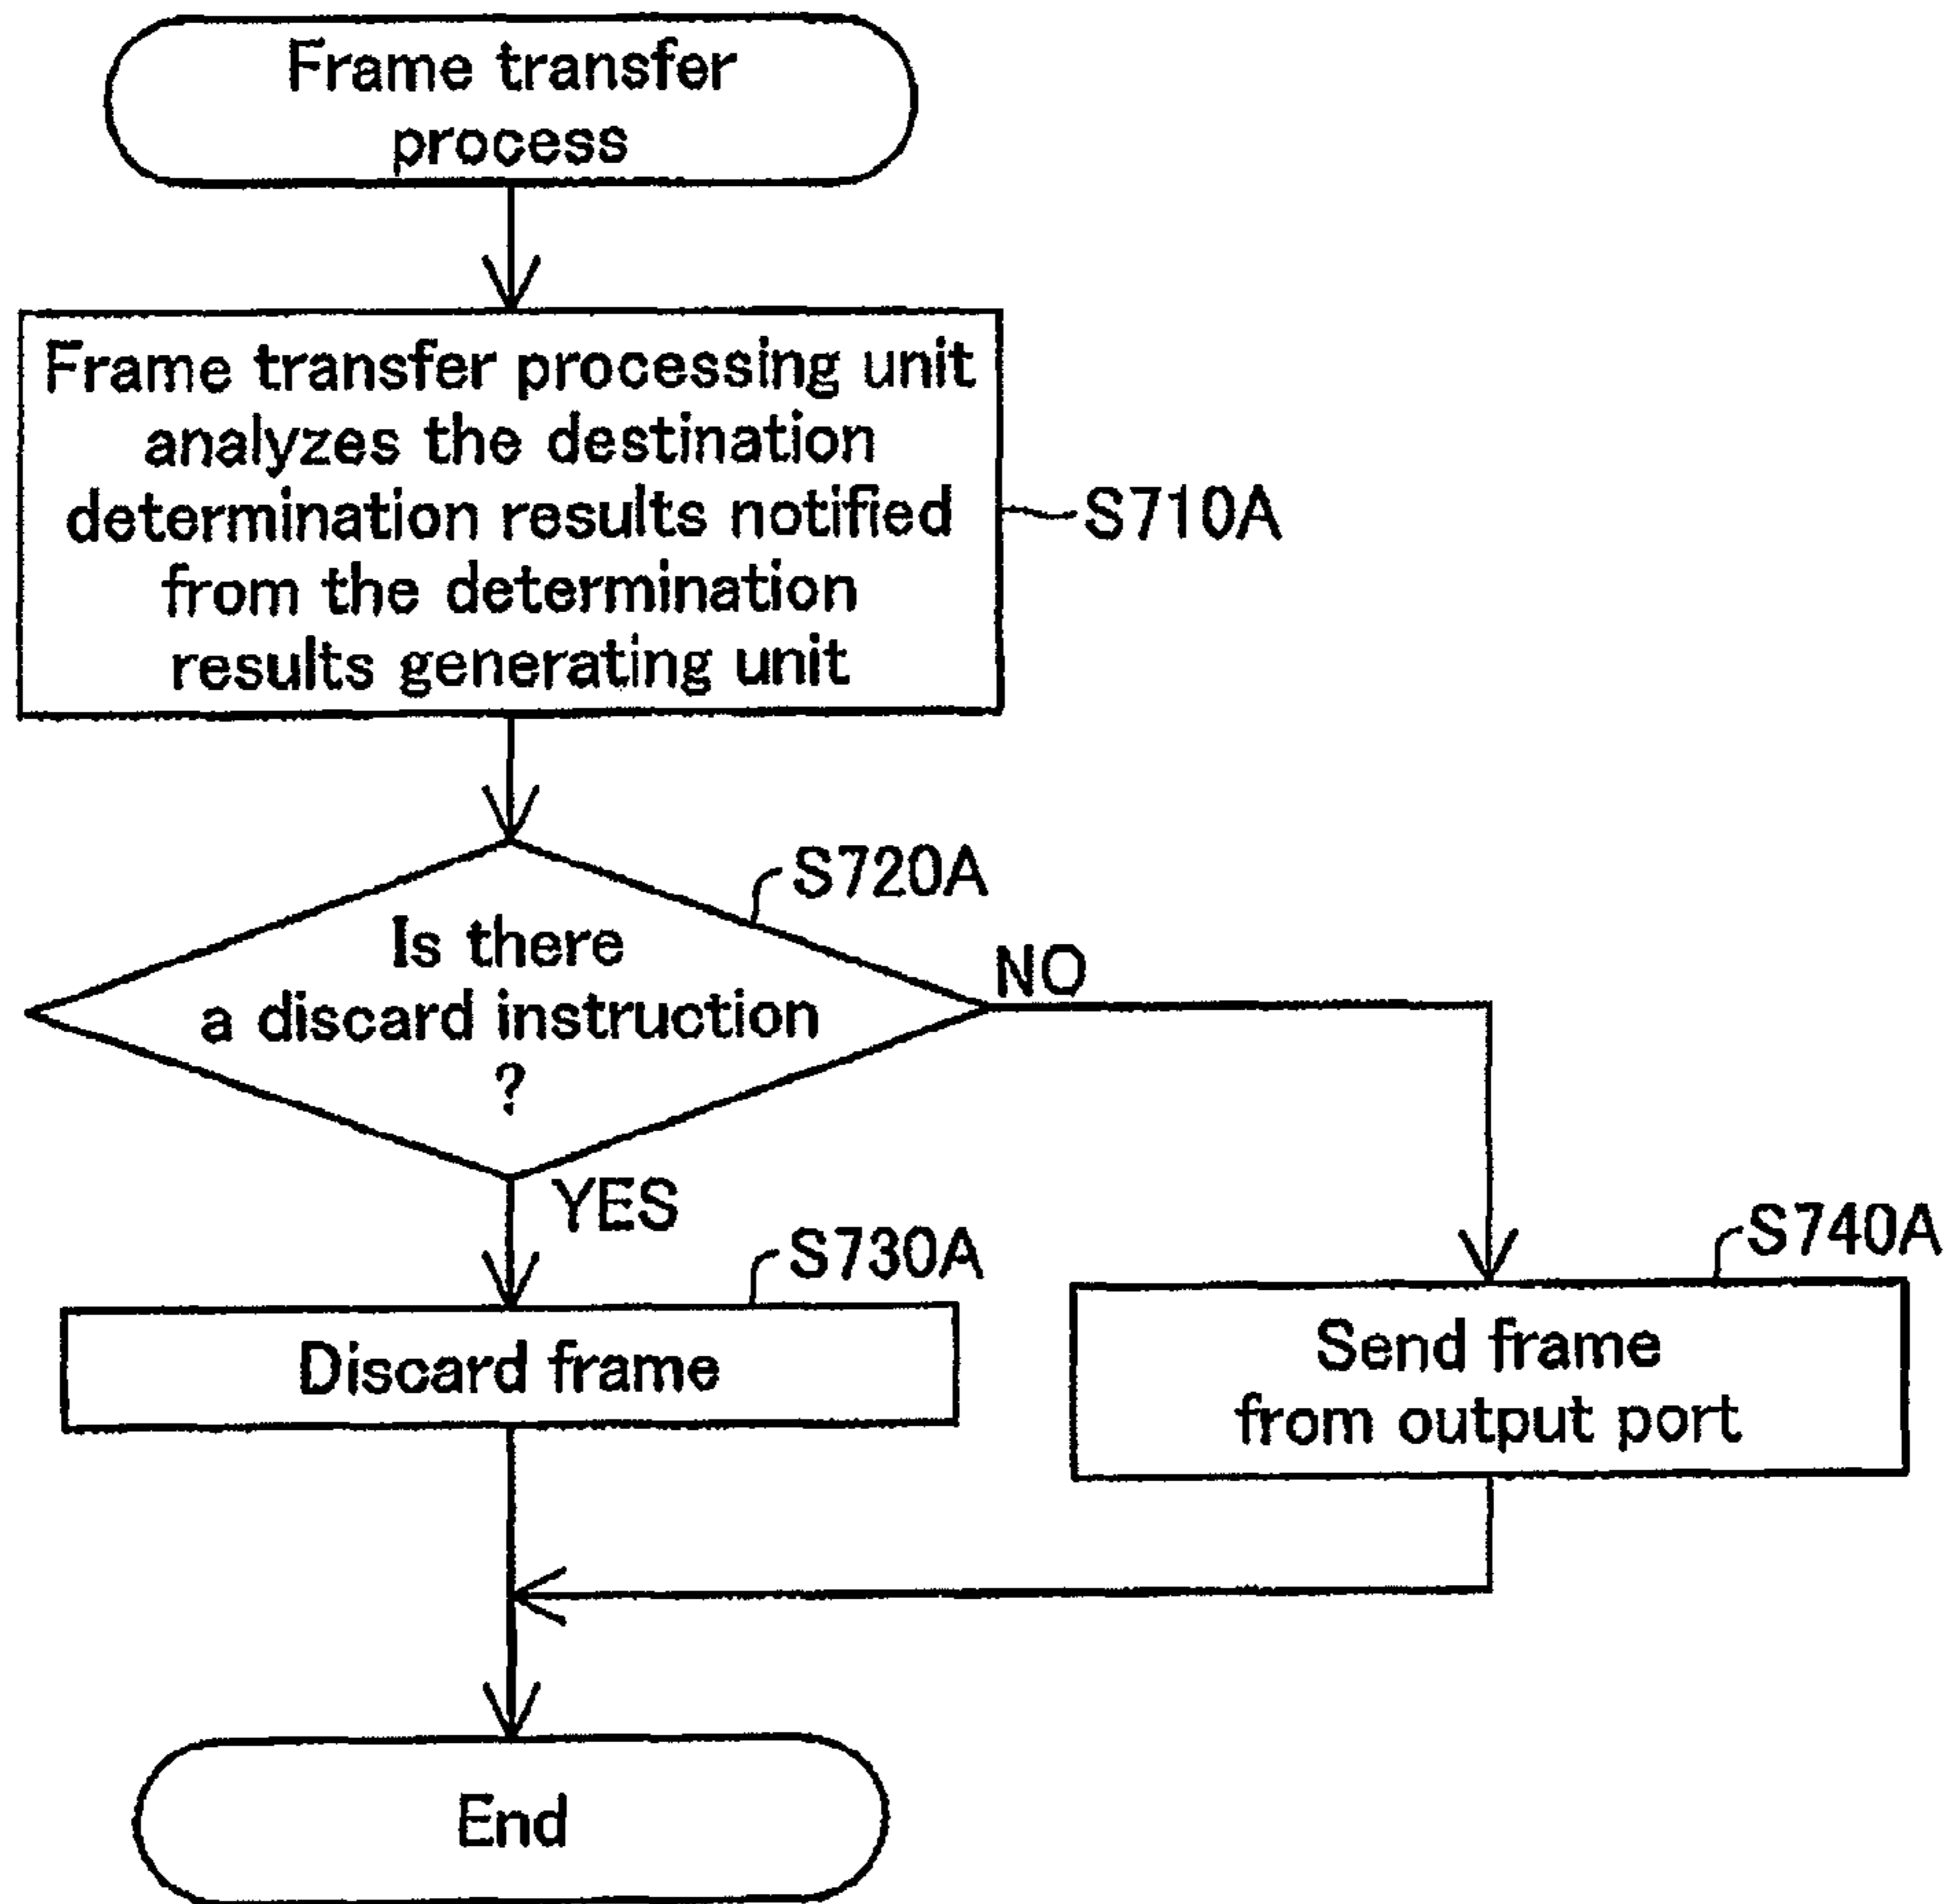 Frame transfer
process
Frame transfer processing unit
analyzes the destination
determination results notified
from the determination
results generating unit
S710A
S720A
Is there
a discard instruction
?
NO
YES
S730A
Discard frame
S740A
Send frame
from output port
End